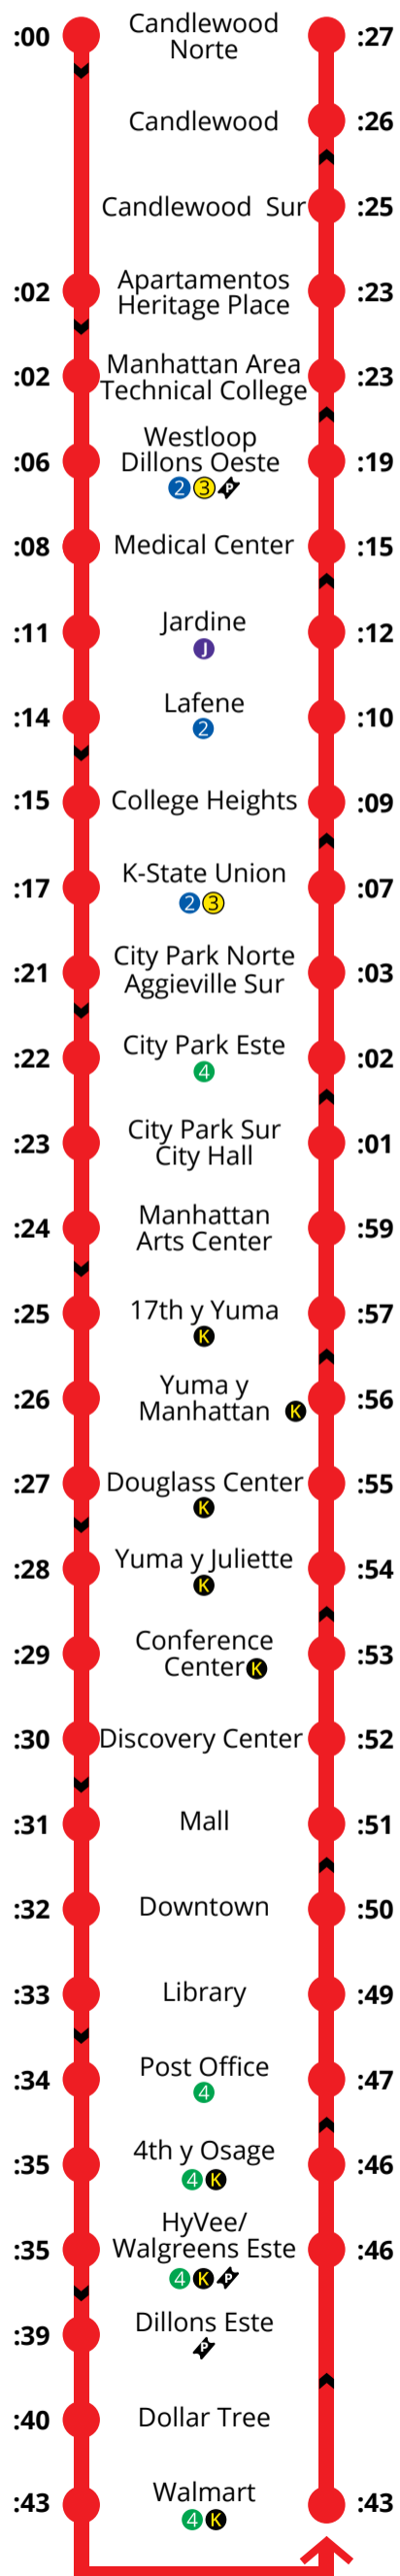 :00 Candlewood Norte :27
Candlewood :26
Candlewood Sur :25
:02 Apartamentos Heritage Place :23
:02 Manhattan Area Technical College :23
:06 Westloop Dillons Oeste :19
2 3 P
:08 Medical Center :15
:11 Jardine :12
J
:14 Lafene :10
2
:15 College Heights :09
:17 K-State Union :07
2 3
:21 City Park Norte Aggieville Sur :03
:22 City Park Este :02
4
:23 City Park Sur City Hall :01
:24 Manhattan Arts Center :59
:25 17th y Yuma :57
K
:26 Yuma y Manhattan K :56
:27 Douglass Center :55
K
:28 Yuma y Juliette :54
K
:29 Conference Center K :53
:30 Discovery Center :52
:31 Mall :51
:32 Downtown :50
:33 Library :49
:34 Post Office :47
4
:35 4th y Osage :46
4 K
:35 HyVee/ Walgreens Este :46
4 K P
:39 Dillons Este
P
:40 Dollar Tree
:43 Walmart :43
4 K